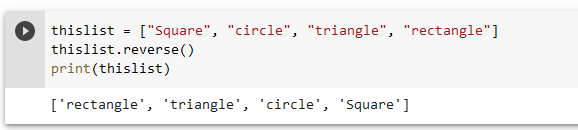 thislist = ["Square", "circle", "triangle", "rectangle"]
thislist.reverse()
print(thislist)
['rectangle', 'triangle', 'circle', 'Square']